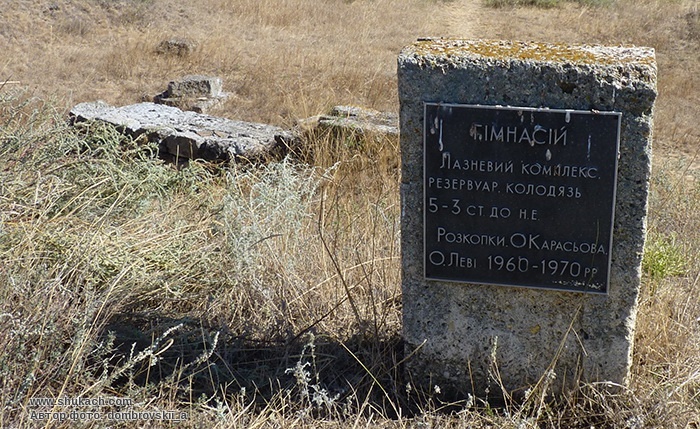 ГІМНАСІЙ
ЛАЗНЕВИЙ КОМПЛЕКС,
РЕЗЕРВУАР, КОЛОДЯЗЬ
5-3 СТ ДО Н.Е.
РОЗКОПКИ, О.КАРАСЬОВА,
О.ЛЕВІ 1960-1970 РР
www.shukach.com
Автор фото: dombrovskii_a